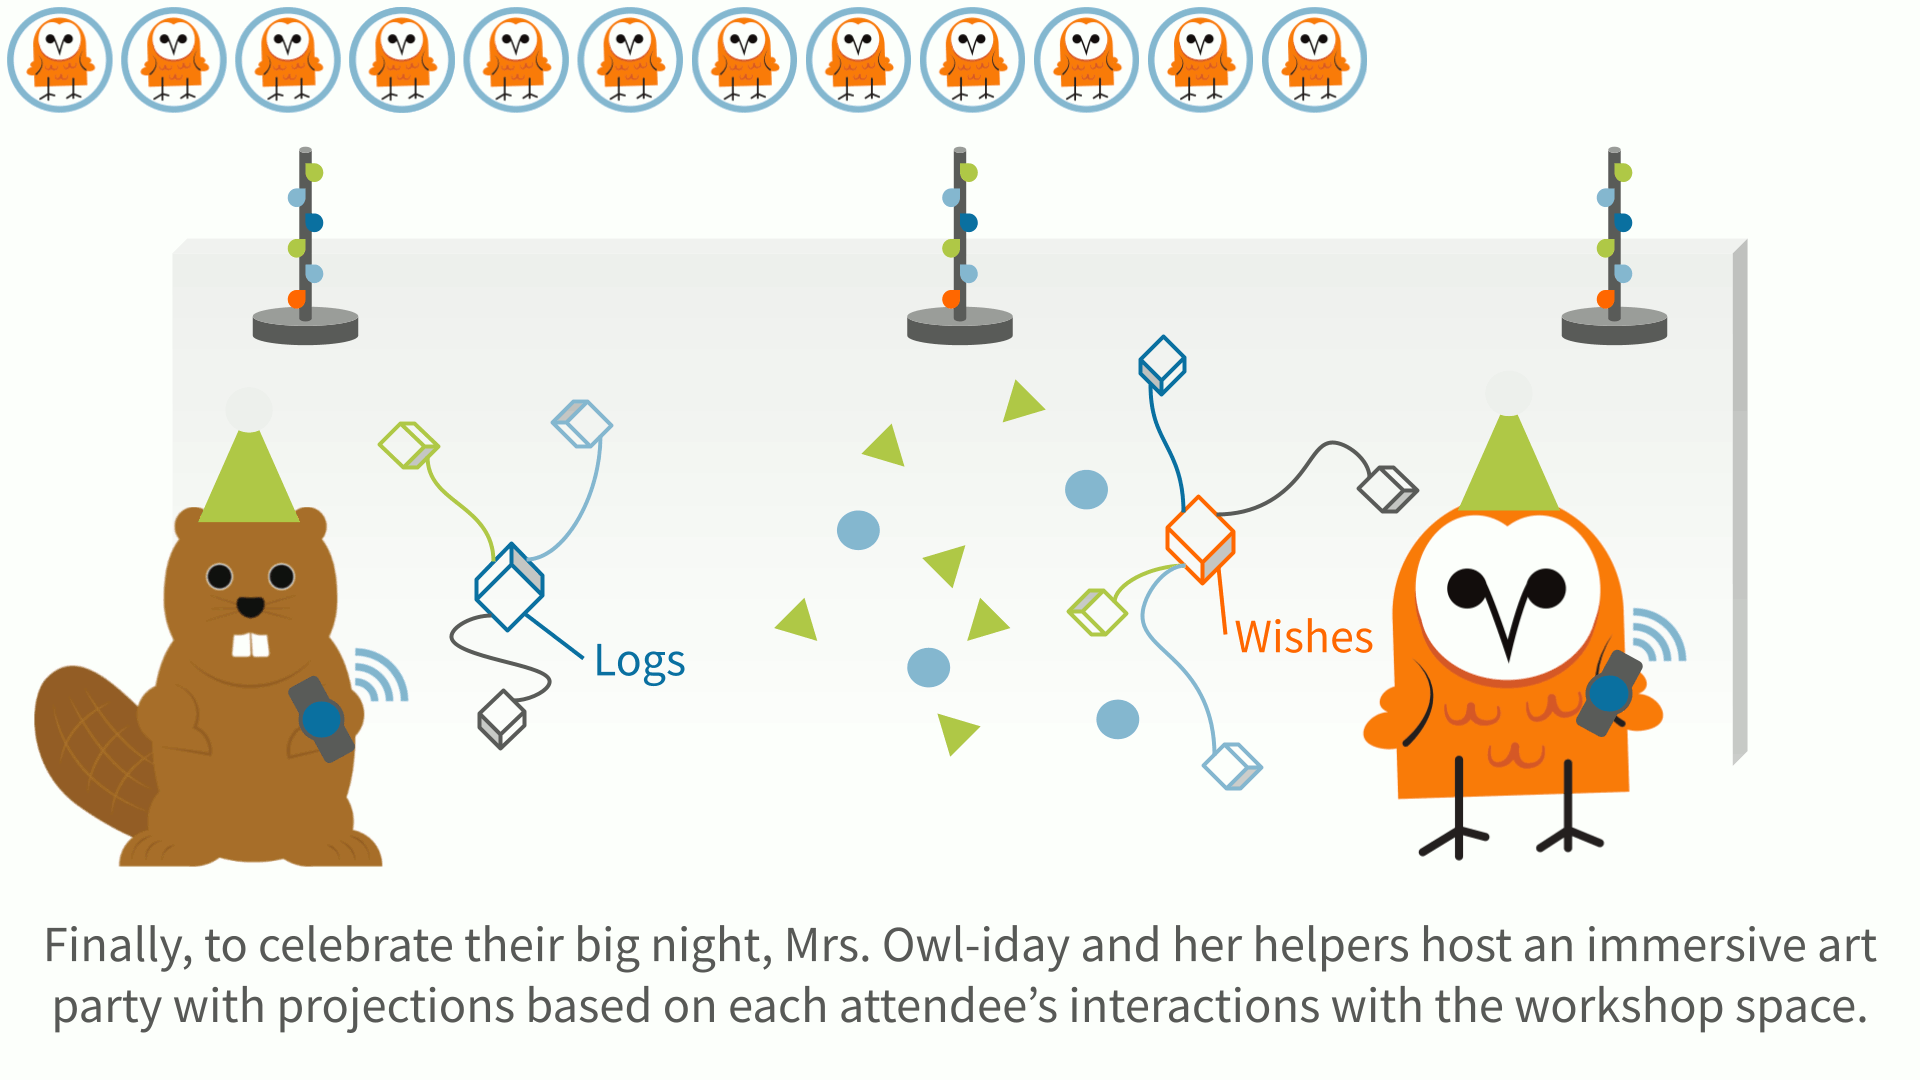 Logs
Wishes
Finally, to celebrate their big night, Mrs. Owl-iday and her helpers host an immersive art
party with projections based on each attendee’s interactions with the workshop space.